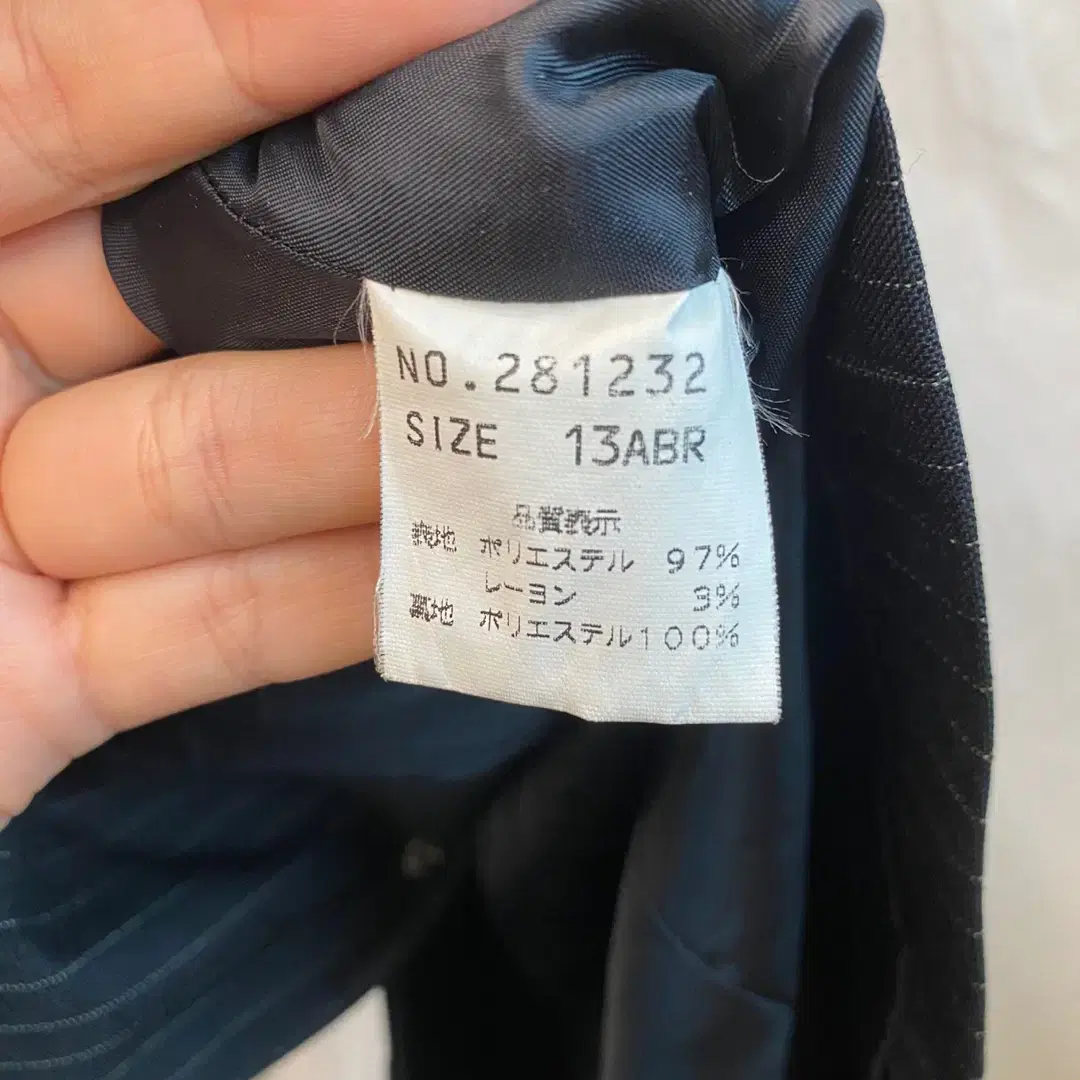 NO.281232
SIZE 13ABR
品質表示
表地 ポリエステル 97%
レーヨン 3%
裏地 ポリエステル100%